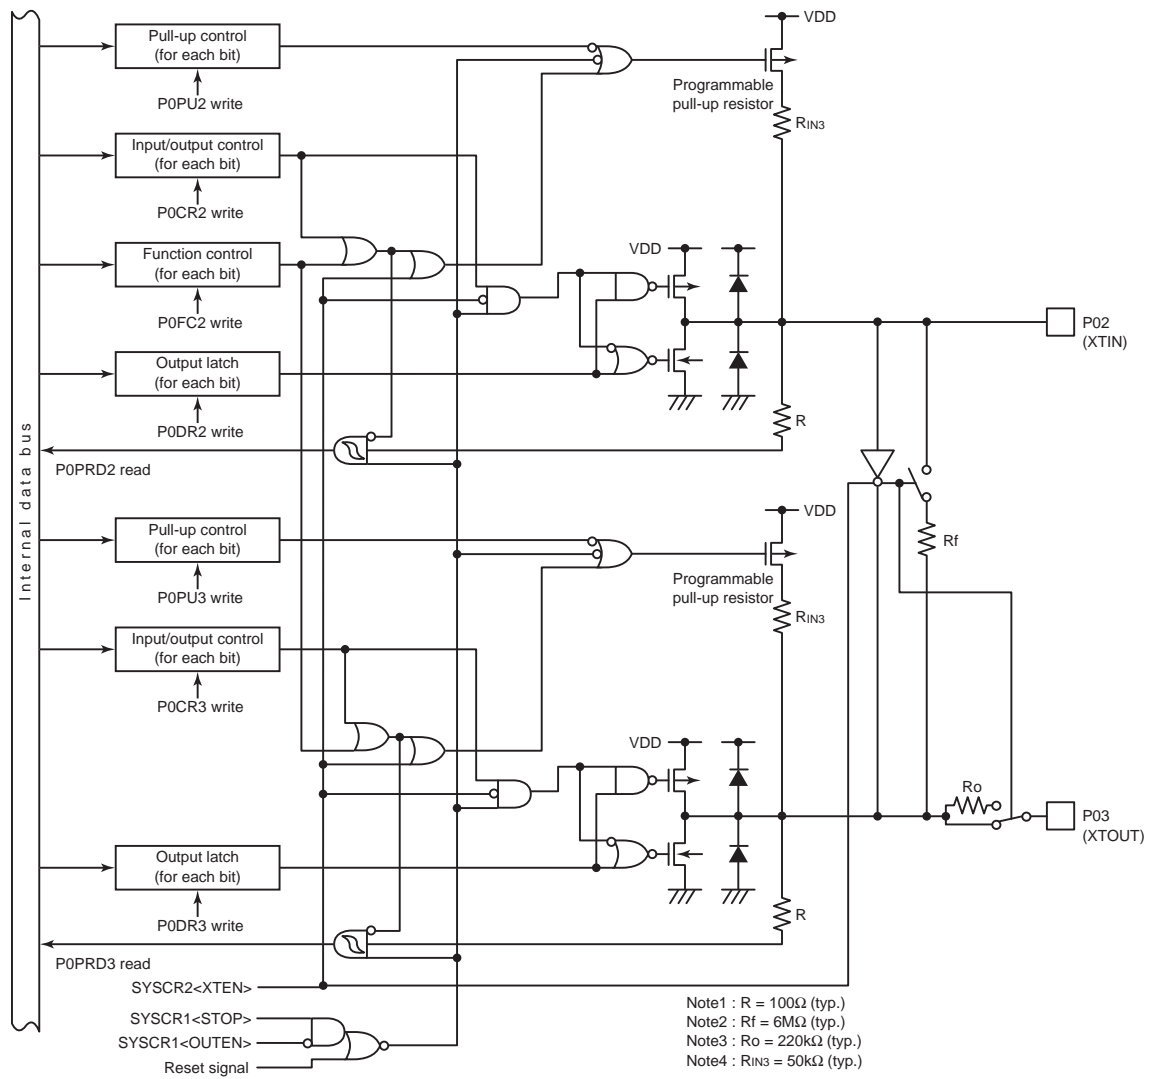 VDD
Pull-up control
(for each bit)
P0PU2 write
Programmable
pull-up resistor
RIN3
Input/output control
(for each bit)
P0CR2 write
Function control
(for each bit)
P0FC2 write
VDD
P02
(XTIN)
Output latch
(for each bit)
P0DR2 write
R
P0PRD2 read
Internal data bus
VDD
Pull-up control
(for each bit)
P0PU3 write
Programmable
pull-up resistor
RIN3
Rf
Input/output control
(for each bit)
P0CR3 write
VDD
Ro
P03
(XTOUT)
Output latch
(for each bit)
P0DR3 write
R
P0PRD3 read
SYSCR2<XTEN>
SYSCR1<STOP>
SYSCR1<OUTEN>
Reset signal
Note1 : R = 100Ω (typ.)
Note2 : Rf = 6MΩ (typ.)
Note3 : Ro = 220kΩ (typ.)
Note4 : RIN3 = 50kΩ (typ.)